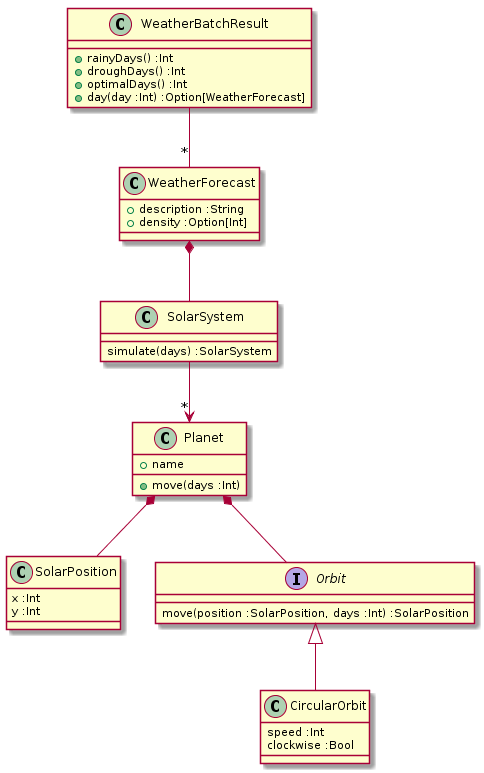 C WeatherBatchResult
rainyDays() :Int
droughDays() :Int
optimalDays() :Int
day(day :Int) :Option[WeatherForecast]
*
C WeatherForecast
description :String
density :Option[Int]
C SolarSystem
simulate(days) :SolarSystem
*
C Planet
name
move(days :Int)
C SolarPosition
x :Int
y :Int
I Orbit
move(position :SolarPosition, days :Int) :SolarPosition
C CircularOrbit
speed :Int
clockwise :Bool